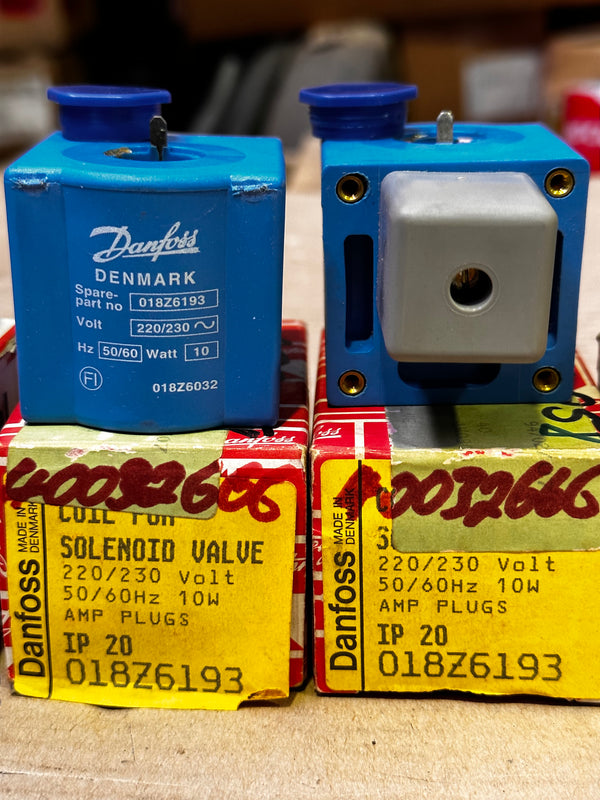 Danfoss
DENMARK
Spare-
part no 018Z6193
Volt 220/230 ~
Hz 50/60 Watt 10
FI 018Z6032
COIL FOR
SOLENOID VALVE
220/230 Volt
50/60Hz 10W
AMP PLUGS
IP 20
018Z6193
Danfoss
MADE IN
DENMARK
220/230 Volt
50/60Hz 10W
AMP PLUGS
IP 20
018Z6193
Danfoss
MADE IN
DENMARK